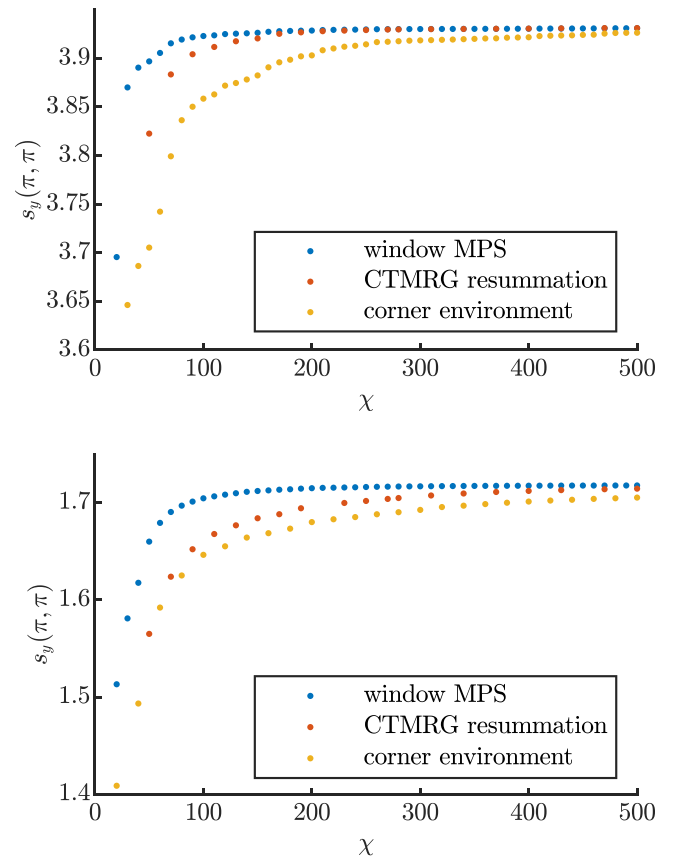 3.9
3.85
3.8
3.75
3.7
3.65
3.6
s_y(π, π)
window MPS
CTMRG resummation
corner environment
0 100 200 300 400 500
χ
1.7
1.6
1.5
1.4
s_y(π, π)
window MPS
CTMRG resummation
corner environment
0 100 200 300 400 500
χ